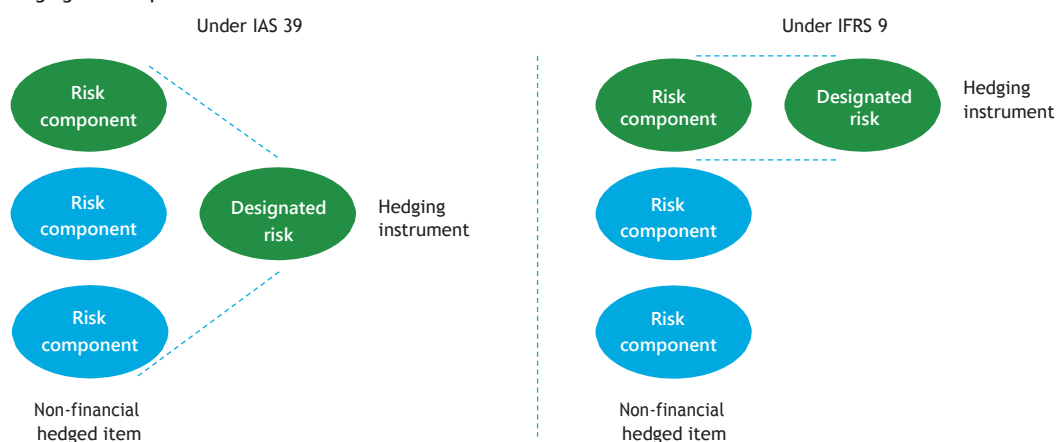 Under IAS 39
Risk
component
Risk
component
Designated
risk
Hedging
instrument
Risk
component
Non-financial
hedged item
Under IFRS 9
Risk
component
Designated
risk
Hedging
instrument
Risk
component
Risk
component
Non-financial
hedged item